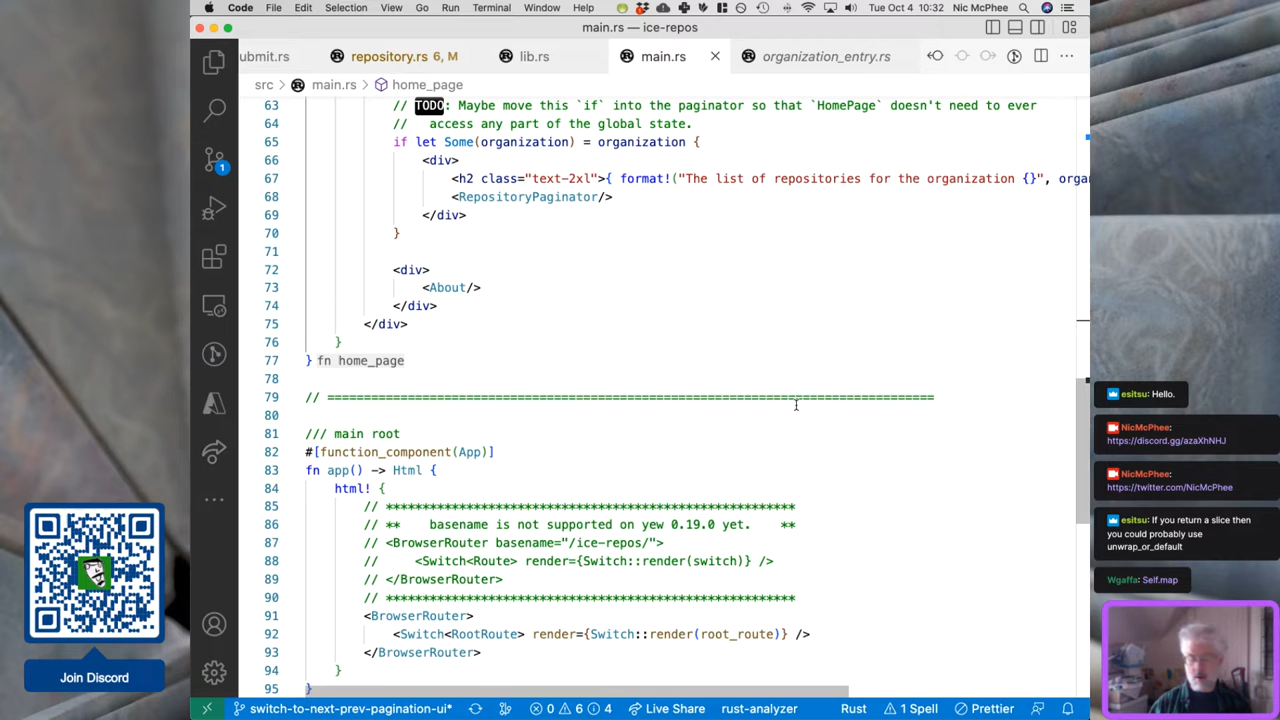 Code File Edit Selection View Go Run Terminal Window Help Tue Oct 4 10:32 Nic McPhee
main.rs — ice-repos
ubmit.rs repository.rs 6, M lib.rs main.rs organization_entry.rs
src > main.rs > home_page
63 // TODO: Maybe move this `if` into the paginator so that `HomePage` doesn't need to ever
64 // access any part of the global state.
65 if let Some(organization) = organization {
66 <div>
67 <h2 class="text-2xl">{ format!("The list of repositories for the organization {}", orga
68 <RepositoryPaginator/>
69 </div>
70 }
71
72 <div>
73 <About/>
74 </div>
75 </div>
76 }
77 } fn home_page
78
79 // ===================================================================================
80
81 /// main root
82 #[function_component(App)]
83 fn app() -> Html {
84 html! {
85 // ********************************************************
86 // ** basename is not supported on yew 0.19.0 yet. **
87 // <BrowserRouter basename="/ice-repos/">
88 // <Switch<Route> render={Switch::render(switch)} />
89 // </BrowserRouter>
90 // ********************************************************
91 <BrowserRouter>
92 <Switch<RootRoute> render={Switch::render(root_route)} />
93 </BrowserRouter>
94 }
95 }
1
switch-to-next-prev-pagination-ui* 0 6 4 Live Share rust-analyzer Rust 1 Spell Prettier
Join Discord
esitsu: Hello.
NicMcPhee:
https://discord.gg/azaXhNHJ
NicMcPhee:
https://twitter.com/NicMcPhee
esitsu: If you return a slice then
you could probably use
unwrap_or_default
Wgaffa: Self.map